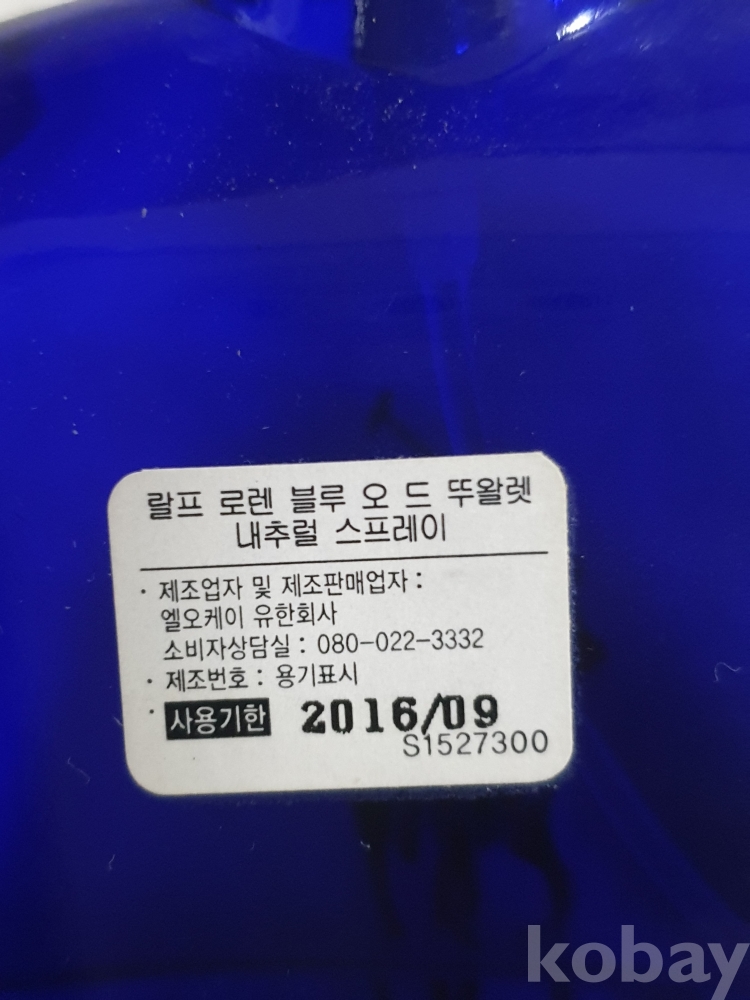 랄프 로렌 블루 오 드 뚜왈렛
내추럴 스프레이
· 제조업자 및 제조판매업자 :
엘오케이 유한회사
소비자상담실 : 080-022-3332
· 제조번호 : 용기표시
· 사용기한 2016/09
S1527300
kobay